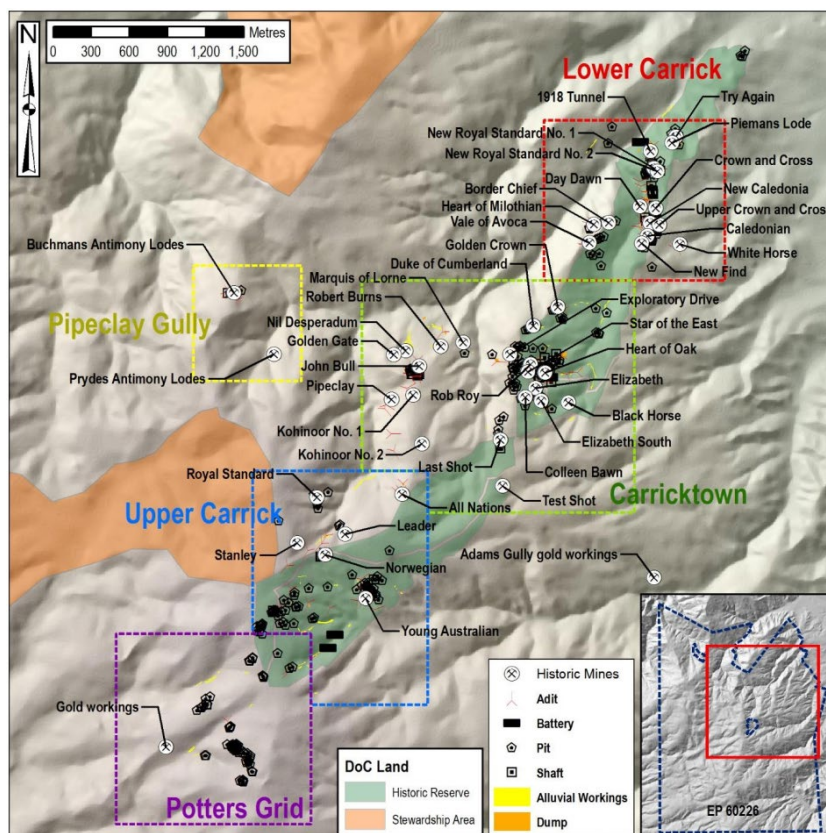 N
0 300 600 900 1,200 1,500
Metres
Lower Carrick
1918 Tunnel
Try Again
New Royal Standard No. 1
Piemans Lode
New Royal Standard No. 2
Crown and Cross
Day Dawn
Border Chief
New Caledonia
Heart of Milothian
Upper Crown and Cross
Vale of Avoca
Caledonian
Golden Crown
White Horse
New Find
Buchmans Antimony Lodes
Marquis of Lorne
Duke of Cumberland
Robert Burns
Exploratory Drive
Pipeclay Gully
Nil Desperadum
Star of the East
Golden Gate
Heart of Oak
Prydes Antimony Lodes
John Bull
Elizabeth
Pipeclay
Rob Roy
Black Horse
Kohinoor No. 1
Elizabeth South
Kohinoor No. 2
Last Shot
Colleen Bawn
Royal Standard
Carricktown
Upper Carrick
All Nations
Test Shot
Leader
Stanley
Adams Gully gold workings
Norwegian
Young Australian
Gold workings
Potters Grid
DoC Land
Historic Reserve
Stewardship Area
Historic Mines
Adit
Battery
Pit
Shaft
Alluvial Workings
Dump
EP 60226